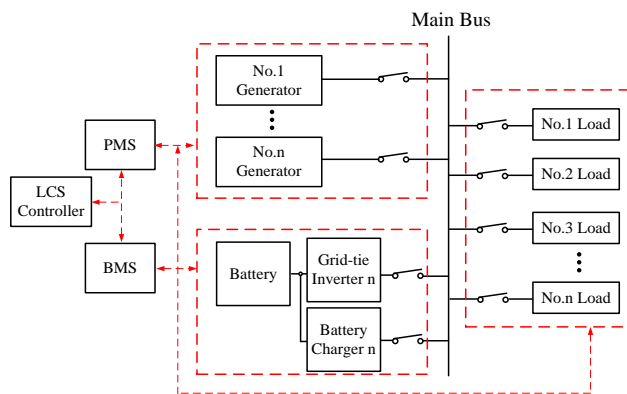 Main Bus
No.1
Generator
No.n
Generator
PMS
LCS
Controller
BMS
Battery
Grid-tie
Inverter n
Battery
Charger n
No.1 Load
No.2 Load
No.3 Load
No.n Load